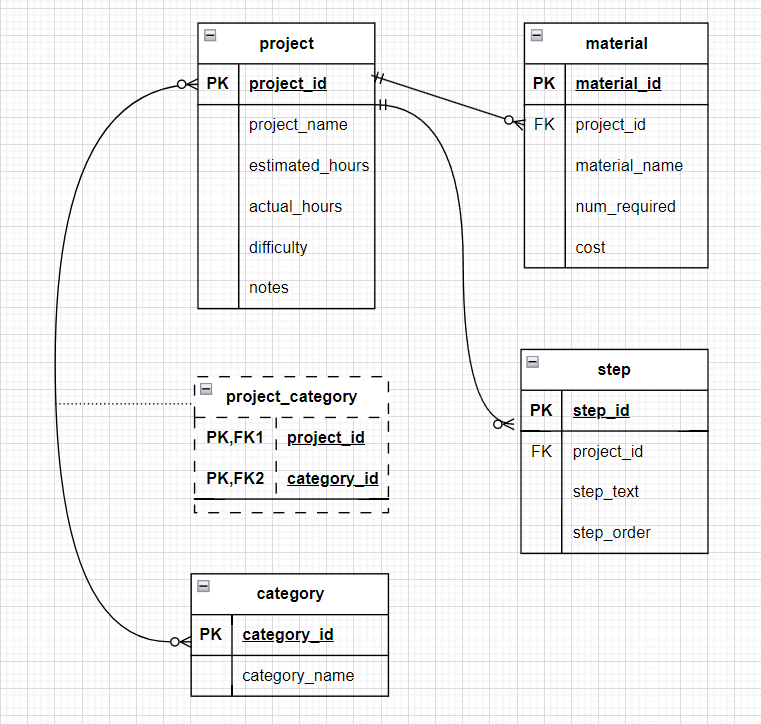 project
PK project_id
project_name
estimated_hours
actual_hours
difficulty
notes
material
PK material_id
FK project_id
material_name
num_required
cost
project_category
PK,FK1 project_id
PK,FK2 category_id
step
PK step_id
FK project_id
step_text
step_order
category
PK category_id
category_name